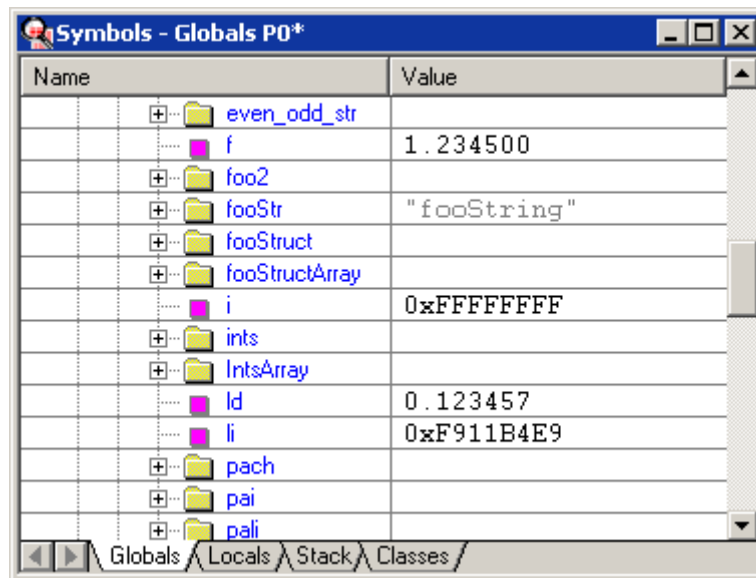 Symbols - Globals P0*
Name Value
even_odd_str
f 1.234500
foo2
fooStr "fooString"
fooStruct
fooStructArray
i 0xFFFFFFFF
ints
IntsArray
ld 0.123457
li 0xF911B4E9
pach
pai
pali
Globals Locals Stack Classes